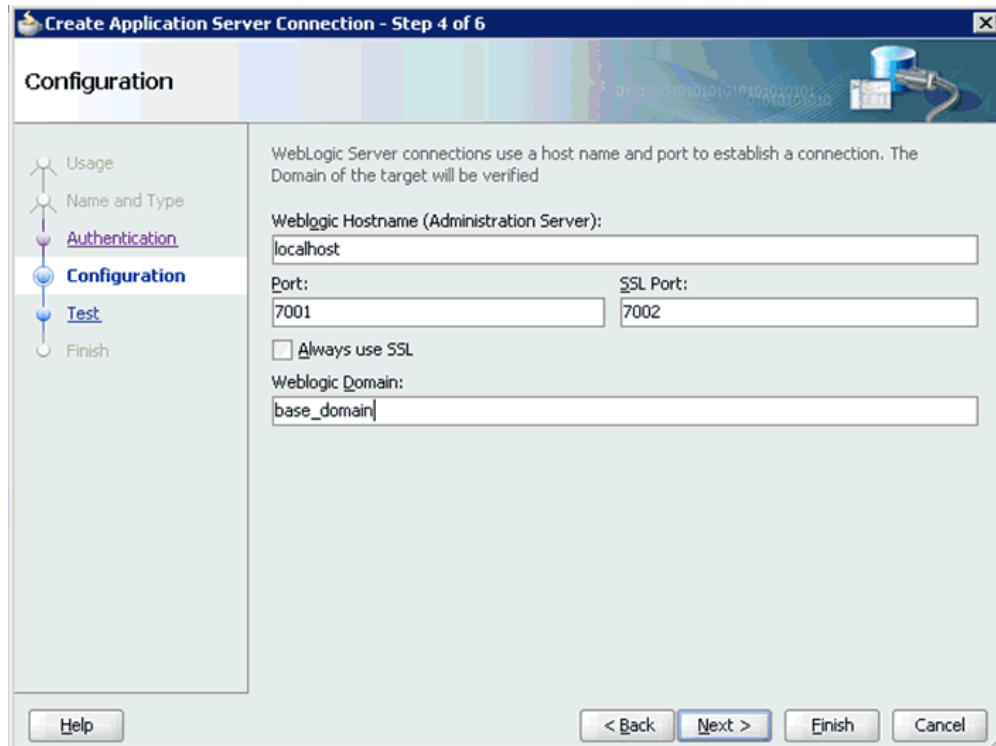 Create Application Server Connection - Step 4 of 6
Configuration
Usage
Name and Type
Authentication
Configuration
Test
Finish
WebLogic Server connections use a host name and port to establish a connection. The
Domain of the target will be verified
Weblogic Hostname (Administration Server):
localhost
Port:
SSL Port:
7001
7002
Always use SSL
Weblogic Domain:
base_domain
Help
< Back
Next >
Finish
Cancel